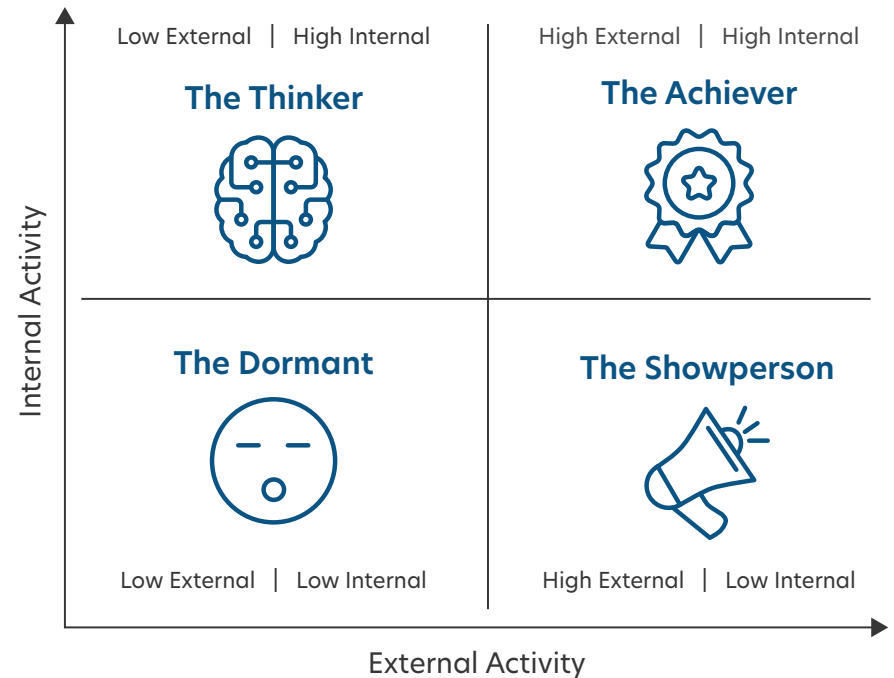 Low External | High Internal
High External | High Internal
The Thinker
The Achiever
Internal Activity
The Dormant
The Showperson
Low External | Low Internal
High External | Low Internal
External Activity